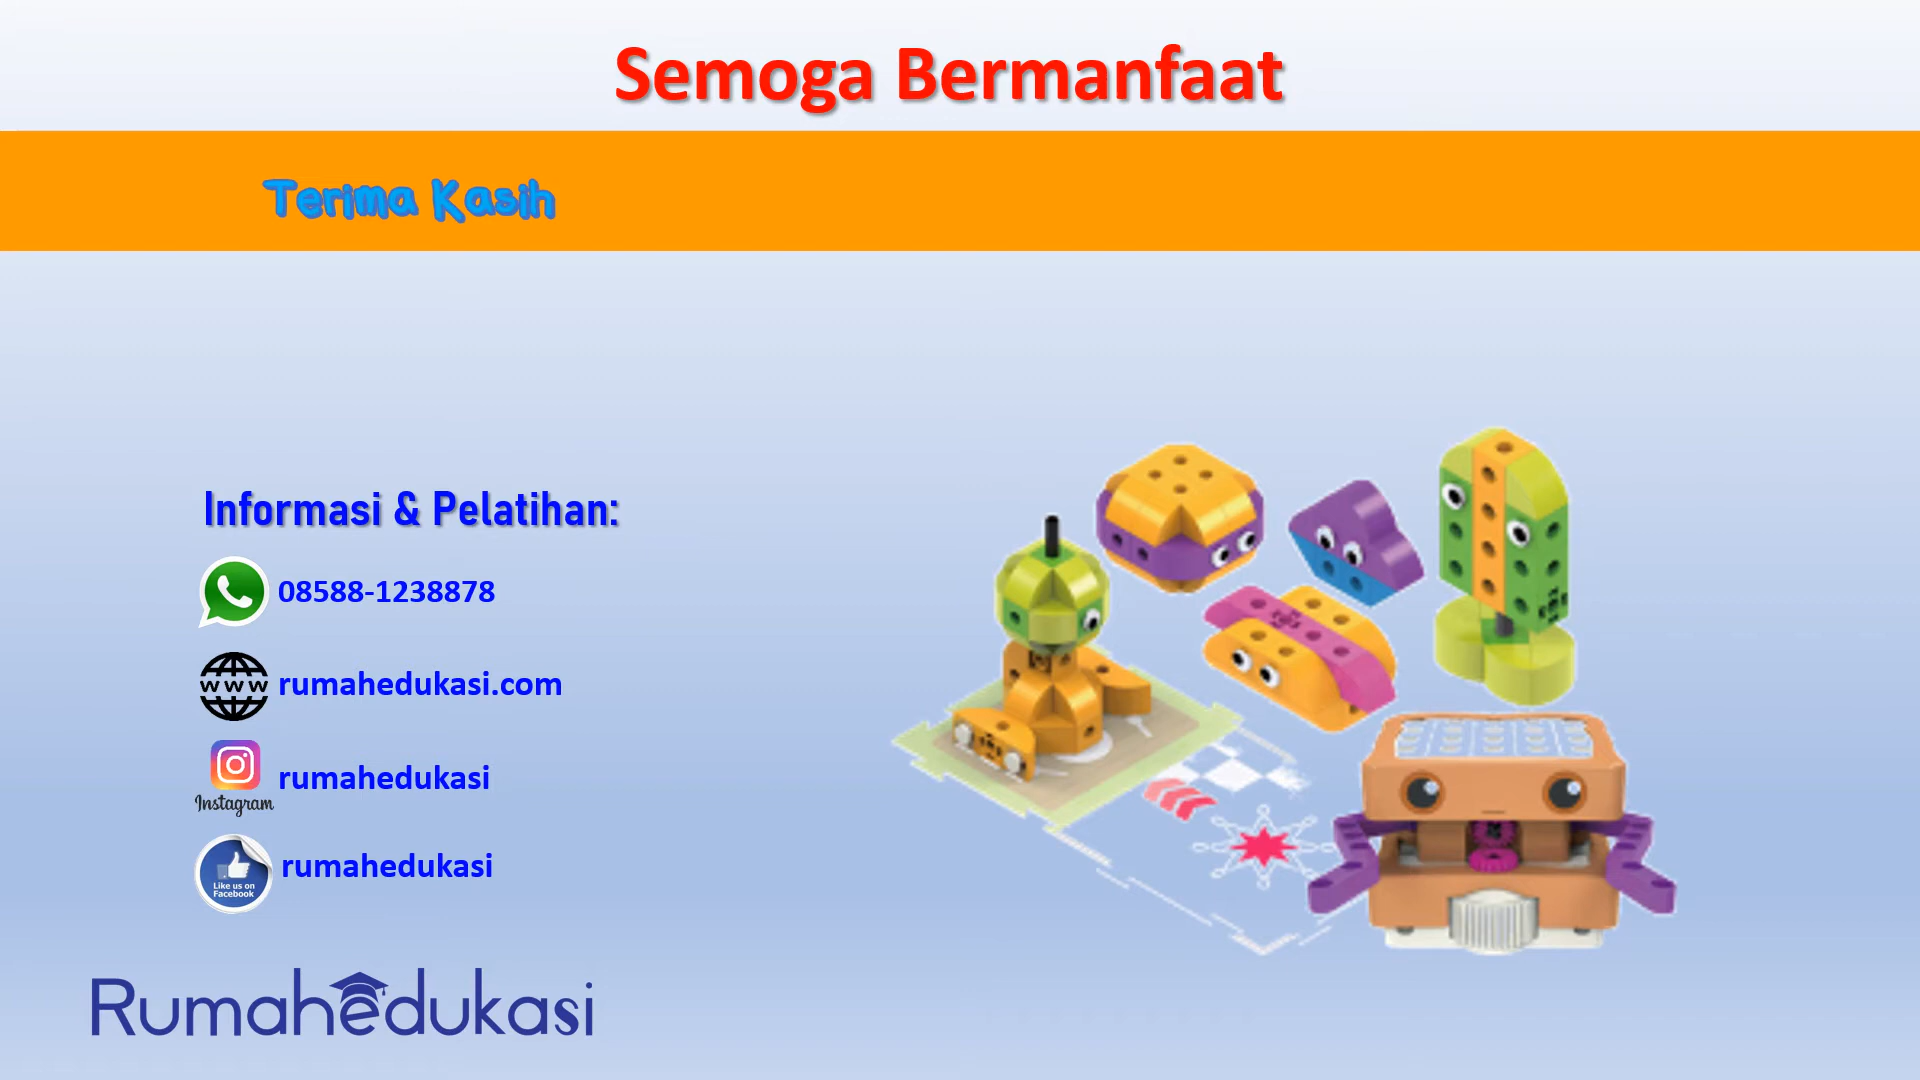 Semoga Bermanfaat
Terima Kasih
Informasi & Pelatihan:
08588-1238878
www
rumahedukasi.com
Instagram
rumahedukasi
Like us on
Facebook
rumahedukasi
Rumahedukasi